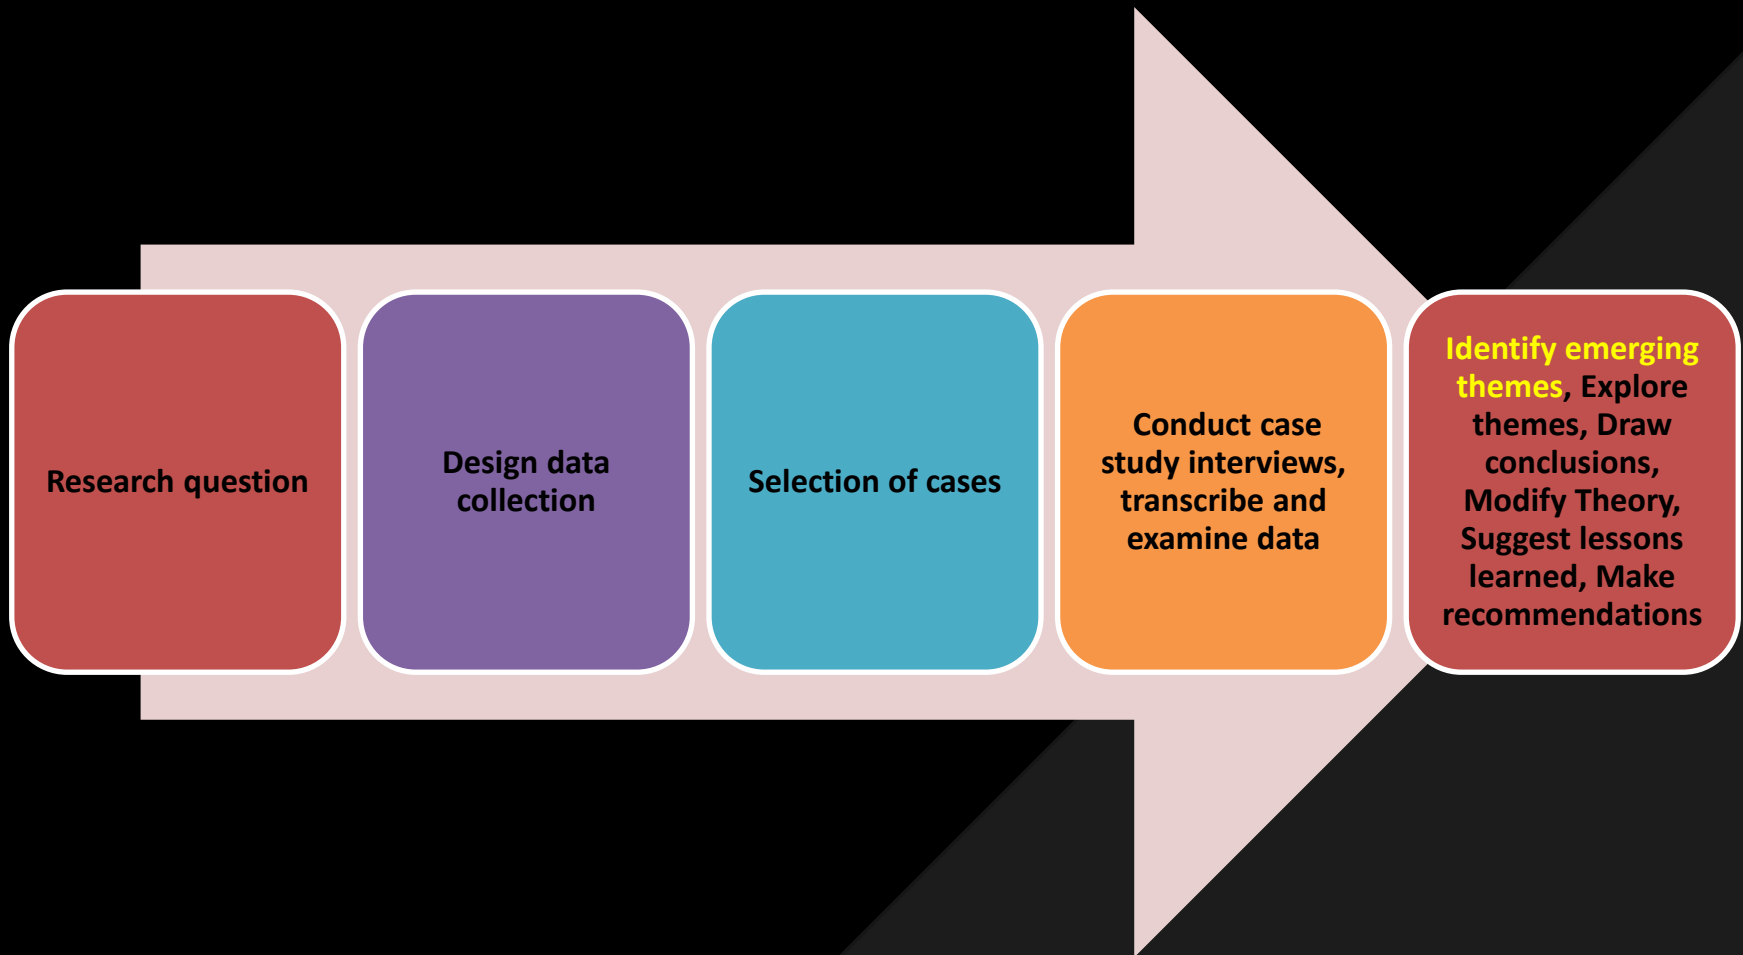 Research question
Design data
collection
Selection of cases
Conduct case
study interviews,
transcribe and
examine data
Identify emerging
themes, Explore
themes, Draw
conclusions,
Modify Theory,
Suggest lessons
learned, Make
recommendations